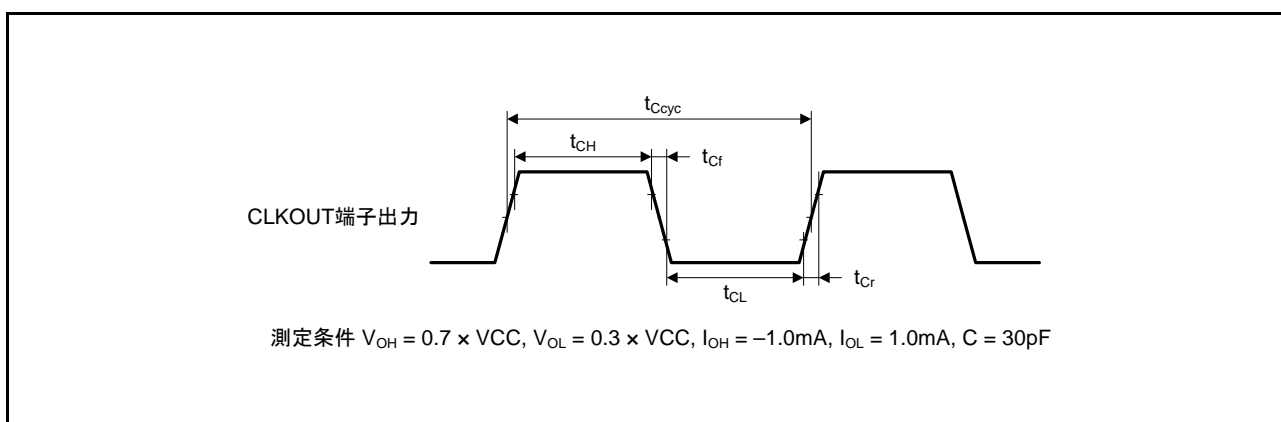 tCcyc
tCH
tCf
CLKOUT端子出力
tCL
tCr
測定条件 VOH = 0.7 × VCC, VOL = 0.3 × VCC, IOH = –1.0mA, IOL = 1.0mA, C = 30pF